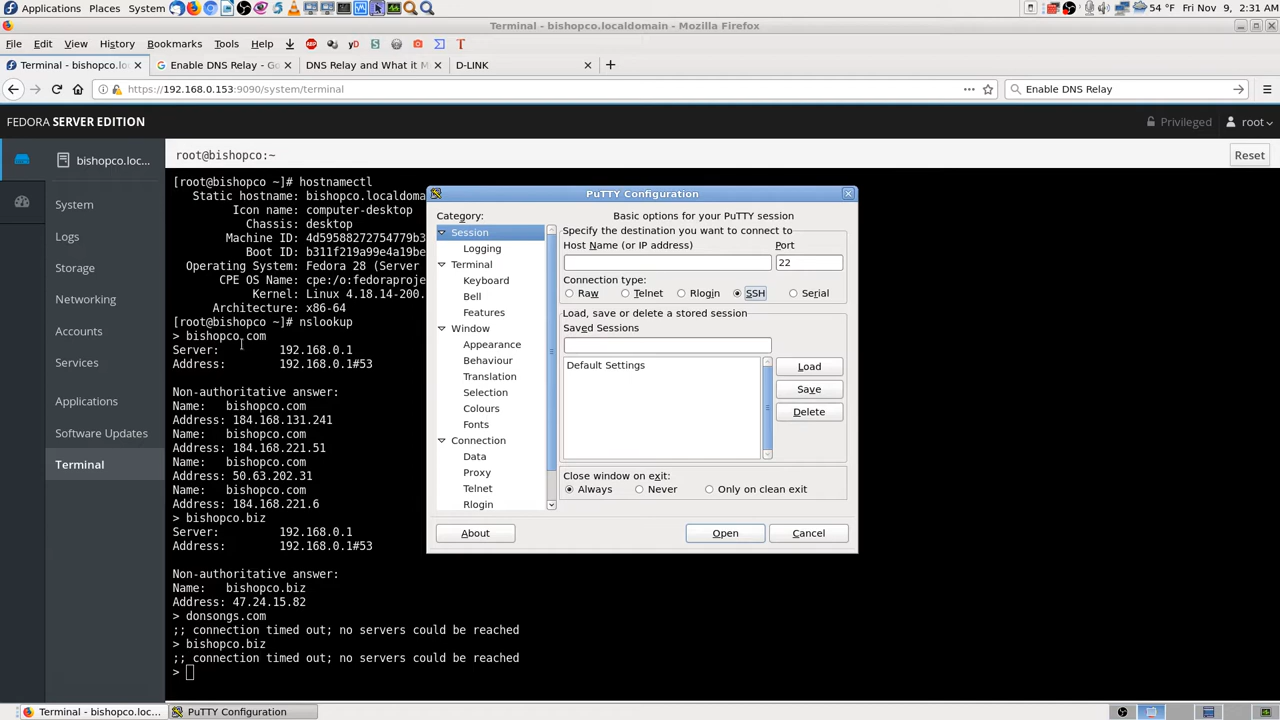 Applications Places System 54 °F Fri Nov 9, 2:31 AM
Terminal - bishopco.localdomain - Mozilla Firefox
File Edit View History Bookmarks Tools Help
Terminal - bishopco.lo Enable DNS Relay - Go DNS Relay and What it M D-LINK
https://192.168.0.153:9090/system/terminal Enable DNS Relay
FEDORA SERVER EDITION Privileged root
bishopco.loc...
System
Logs
Storage
Networking
Accounts
Services
Applications
Software Updates
Terminal
root@bishopco:~ Reset
[root@bishopco ~]# hostnamectl
Static hostname: bishopco.localdoma
Icon name: computer-desktop
Chassis: desktop
Machine ID: 4d59588272754779b3
Boot ID: b311f219a99e4a19be
Operating System: Fedora 28 (Server
CPE OS Name: cpe:/o:fedoraproje
Kernel: Linux 4.18.14-200.
Architecture: x86-64
[root@bishopco ~]# nslookup
> bishopco.com
Server: 192.168.0.1
Address: 192.168.0.1#53
Non-authoritative answer:
Name: bishopco.com
Address: 184.168.131.241
Name: bishopco.com
Address: 184.168.221.51
Name: bishopco.com
Address: 50.63.202.31
Name: bishopco.com
Address: 184.168.221.6
> bishopco.biz
Server: 192.168.0.1
Address: 192.168.0.1#53
Non-authoritative answer:
Name: bishopco.biz
Address: 47.24.15.82
> donsongs.com
;; connection timed out; no servers could be reached
> bishopco.biz
;; connection timed out; no servers could be reached
>
PuTTY Configuration
Category:
Session
Logging
Terminal
Keyboard
Bell
Features
Window
Appearance
Behaviour
Translation
Selection
Colours
Fonts
Connection
Data
Proxy
Telnet
Rlogin
Basic options for your PuTTY session
Specify the destination you want to connect to
Host Name (or IP address) Port
22
Connection type:
Raw Telnet Rlogin SSH Serial
Load, save or delete a stored session
Saved Sessions
Default Settings
Load
Save
Delete
Close window on exit:
Always Never Only on clean exit
About Open Cancel
Terminal - bishopco.localdom... PuTTY Configuration